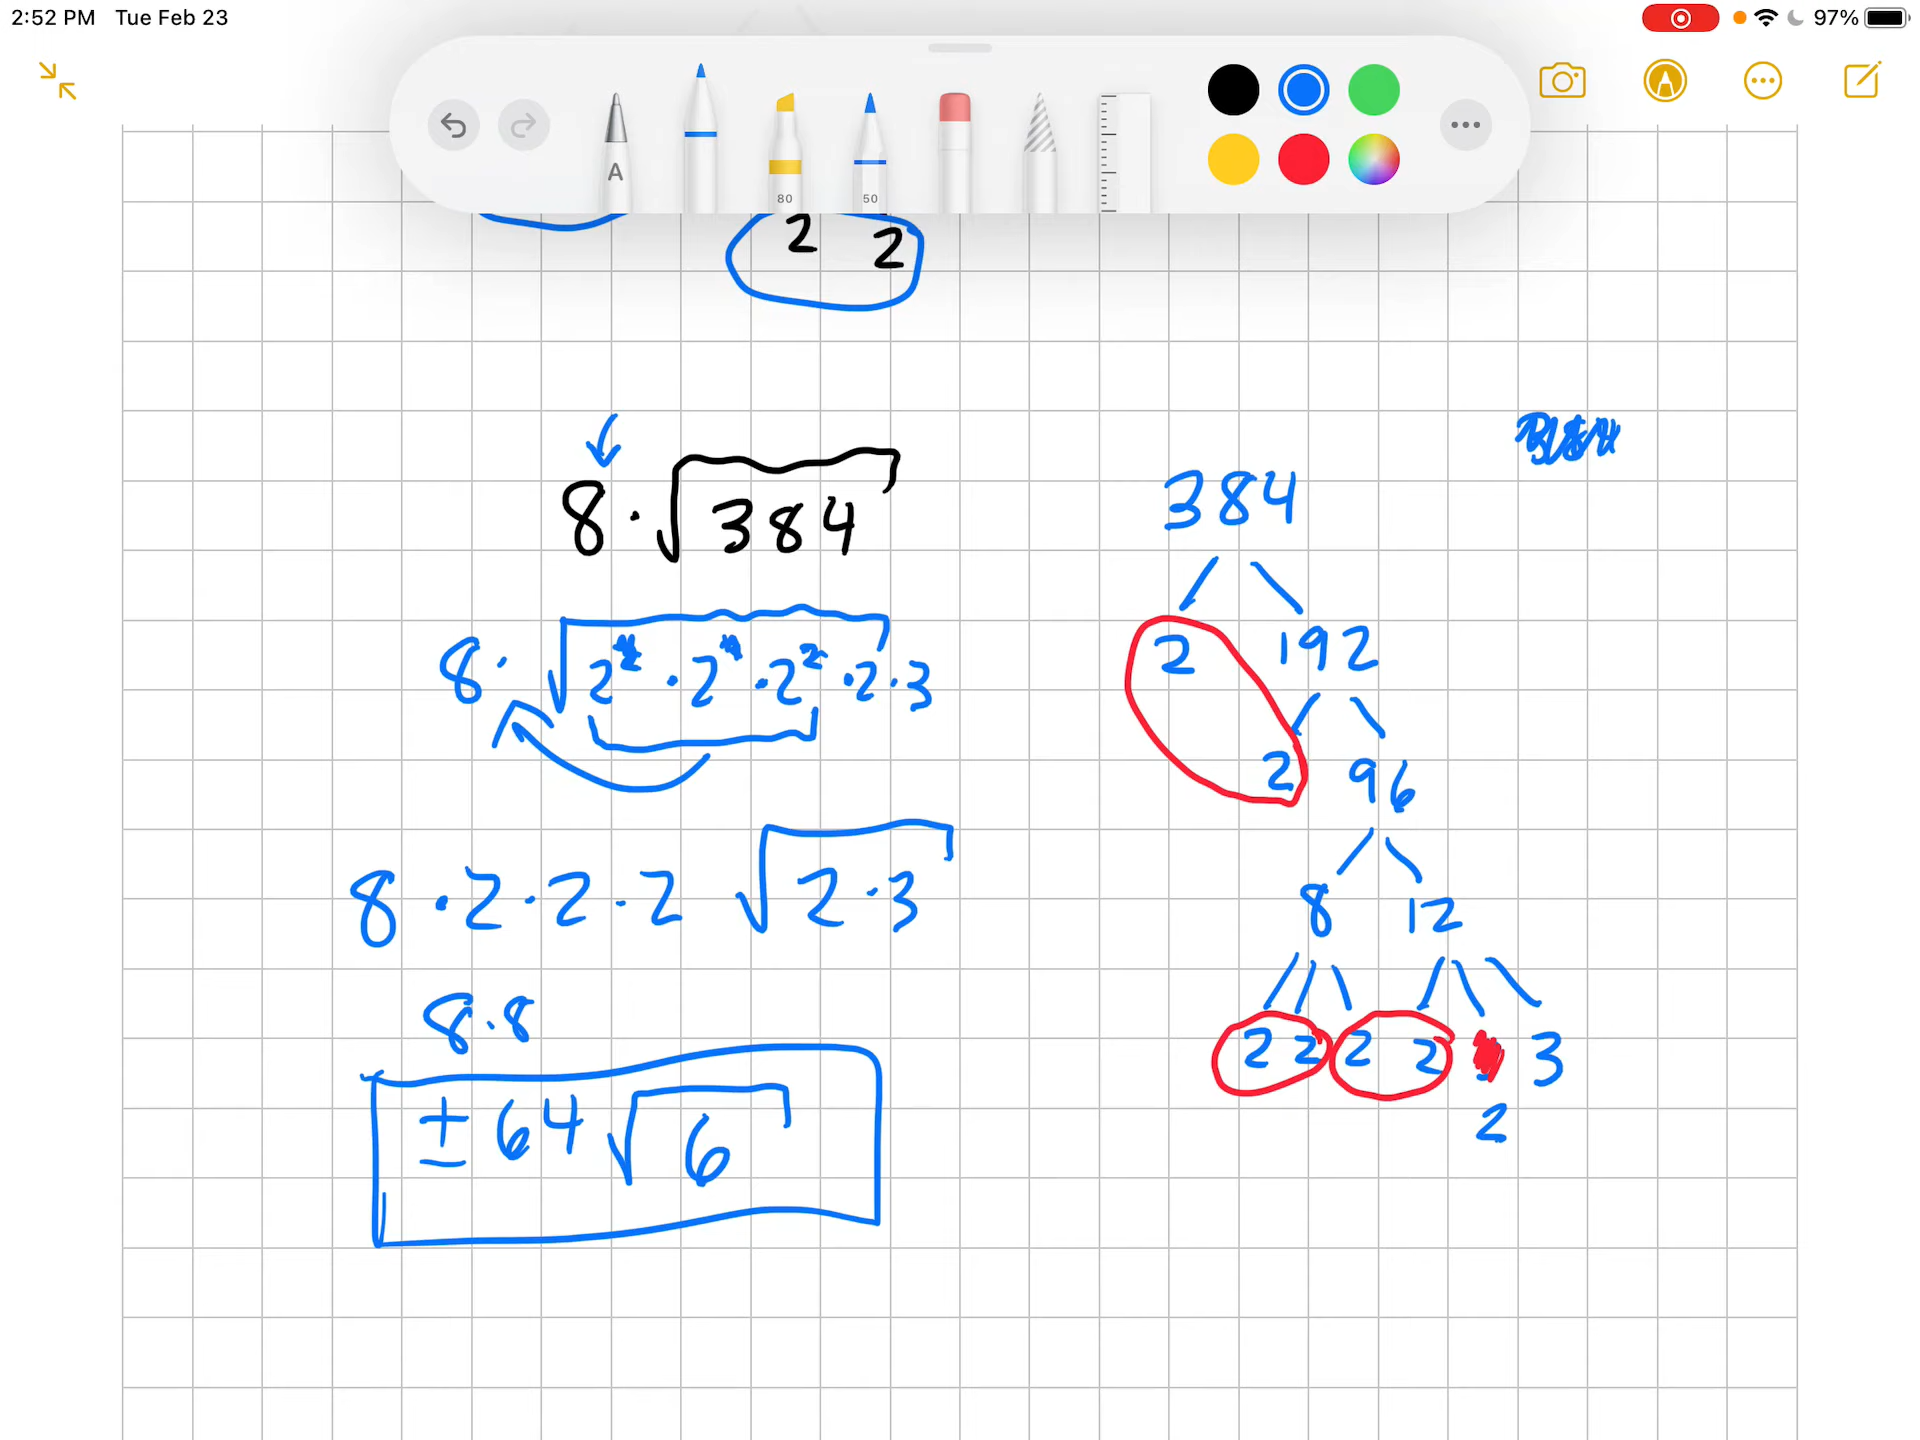 2:52 PM Tue Feb 23
97%
A
80
50
2 2
8 · √384
8 · √2² · 2² · 2² · 2 · 3
8 · 2 · 2 · 2 √2 · 3
8 · 8
± 64 √6
384
2 192
2 96
8 12
2 2 2 2 3
2